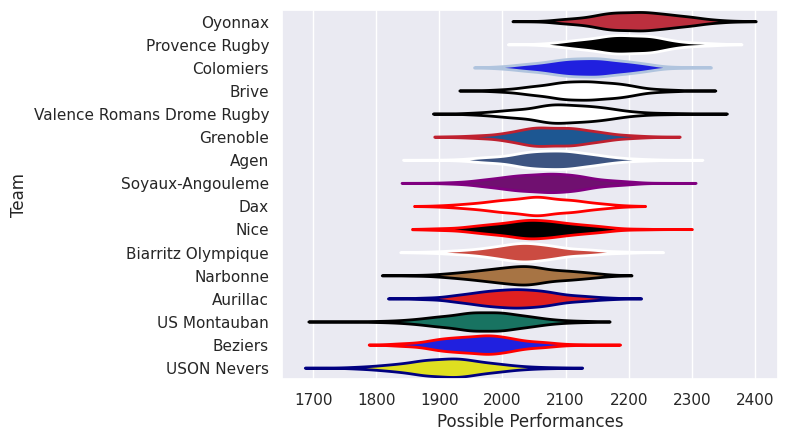 Oyonnax
Provence Rugby
Colomiers
Brive
Valence Romans Drome Rugby
Grenoble
Agen
Soyaux-Angouleme
Dax
Nice
Biarritz Olympique
Narbonne
Aurillac
US Montauban
Beziers
USON Nevers
Team
1700 1800 1900 2000 2100 2200 2300 2400
Possible Performances